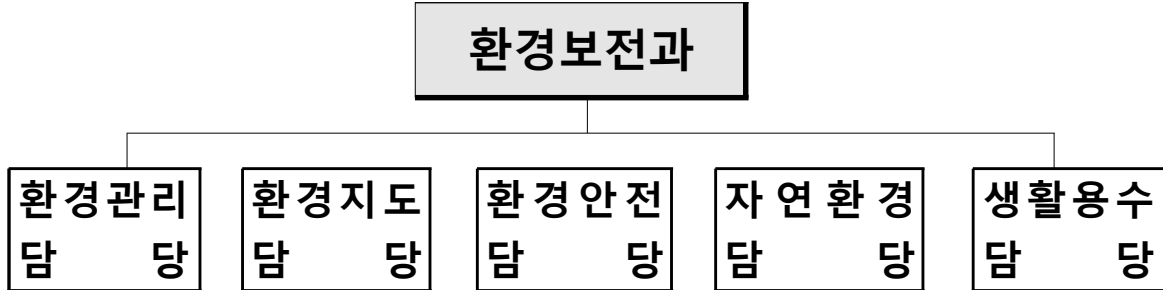 환경보전과
환경관리
담 당
환경지도
담 당
환경안전
담 당
자연환경
담 당
생활용수
담 당